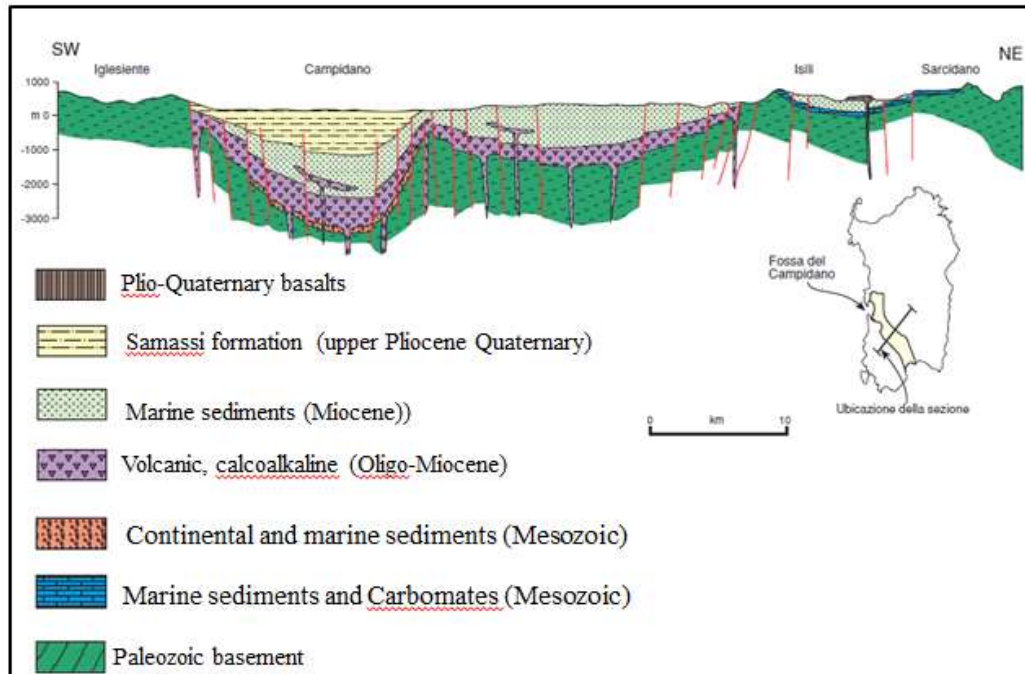 SW
NE
Iglesiente Campidano Isili Sarcidano
1000
m 0
-1000
-2000
-3000
Fossa del
Campidano
Ubicazione della sezione
0 km 10
Plio-Quaternary basalts
Samassi formation (upper Pliocene Quaternary)
Marine sediments (Miocene))
Volcanic, calcoalkaline (Oligo-Miocene)
Continental and marine sediments (Mesozoic)
Marine sediments and Carbomates (Mesozoic)
Paleozoic basement